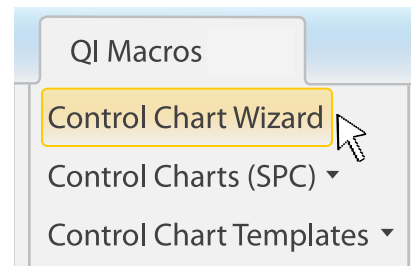 QI Macros
Control Chart Wizard
Control Charts (SPC)
Control Chart Templates